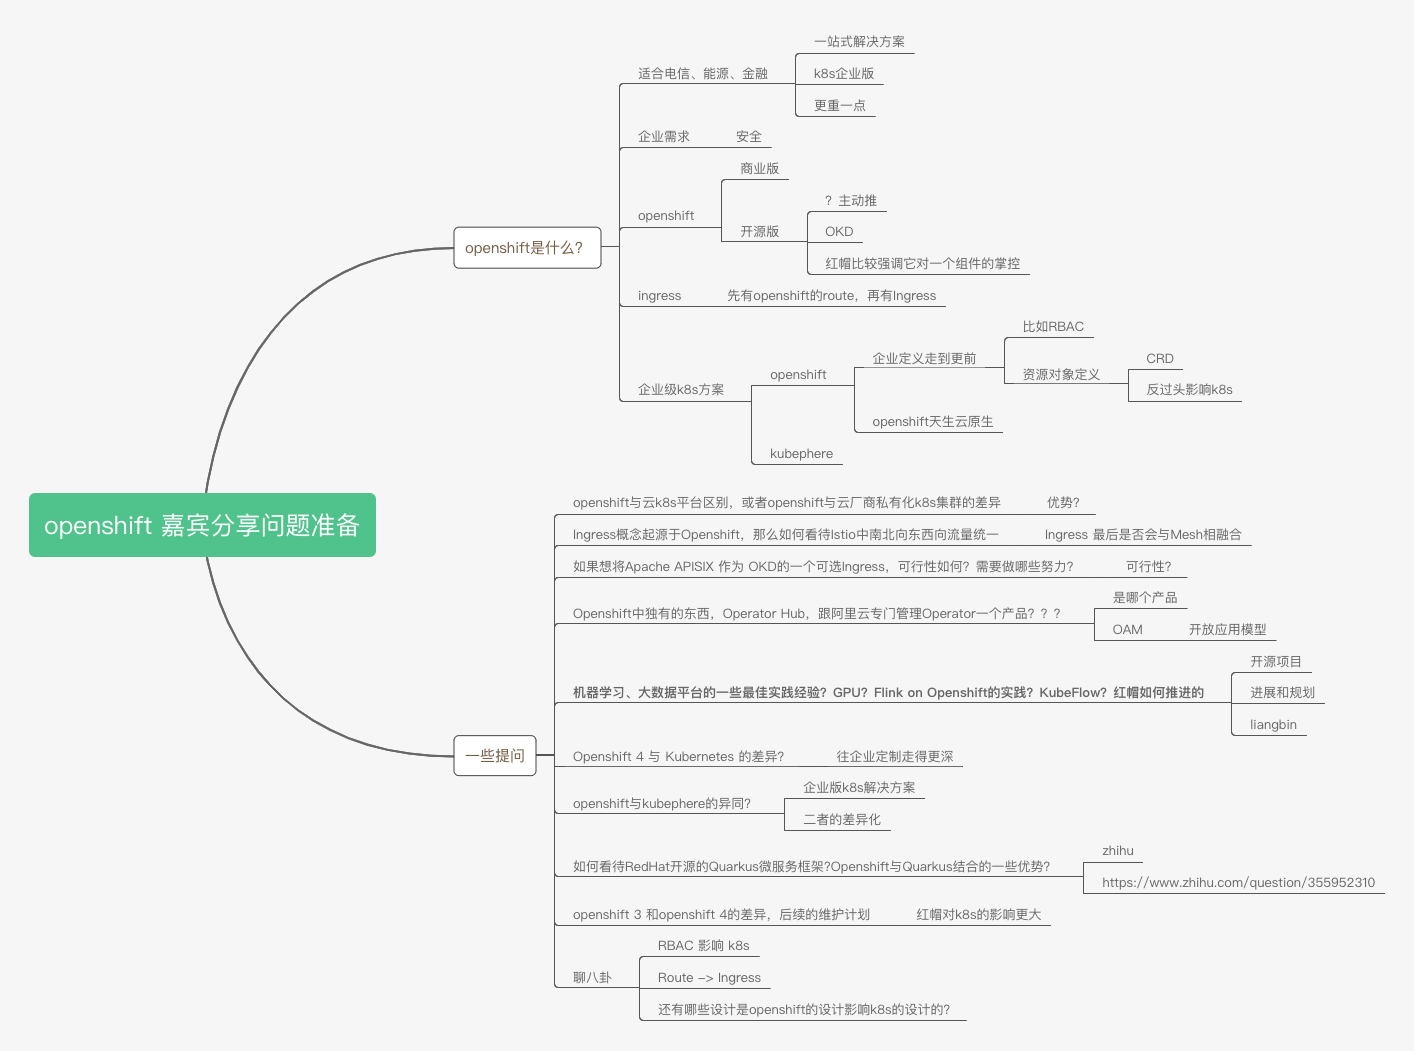 openshift 嘉宾分享问题准备
openshift是什么？
适合电信、能源、金融
一站式解决方案
k8s企业版
更重一点
企业需求
安全
openshift
商业版
开源版
？主动推
OKD
红帽比较强调它对一个组件的掌控
ingress
先有openshift的route，再有Ingress
企业级k8s方案
openshift
企业定义走到更前
比如RBAC
资源对象定义
CRD
反过头影响k8s
openshift天生云原生
kubephere
一些提问
openshift与云k8s平台区别，或者openshift与云厂商私有化k8s集群的差异
优势？
Ingress概念起源于Openshift，那么如何看待Istio中南北向东西向流量统一
Ingress 最后是否会与Mesh相融合
如果想将Apache APISIX 作为 OKD的一个可选Ingress，可行性如何？需要做哪些努力？
可行性？
Openshift中独有的东西，Operator Hub，跟阿里云专门管理Operator一个产品？？？
是哪个产品
OAM
开放应用模型
机器学习、大数据平台的一些最佳实践经验？GPU？Flink on Openshift的实践？KubeFlow？红帽如何推进的
开源项目
进展和规划
liangbin
Openshift 4 与 Kubernetes 的差异？
往企业定制走得更深
openshift与kubephere的异同？
企业版k8s解决方案
二者的差异化
如何看待RedHat开源的Quarkus微服务框架?Openshift与Quarkus结合的一些优势？
zhihu
https://www.zhihu.com/question/355952310
openshift 3 和openshift 4的差异，后续的维护计划
红帽对k8s的影响更大
聊八卦
RBAC 影响 k8s
Route -> Ingress
还有哪些设计是openshift的设计影响k8s的设计的？